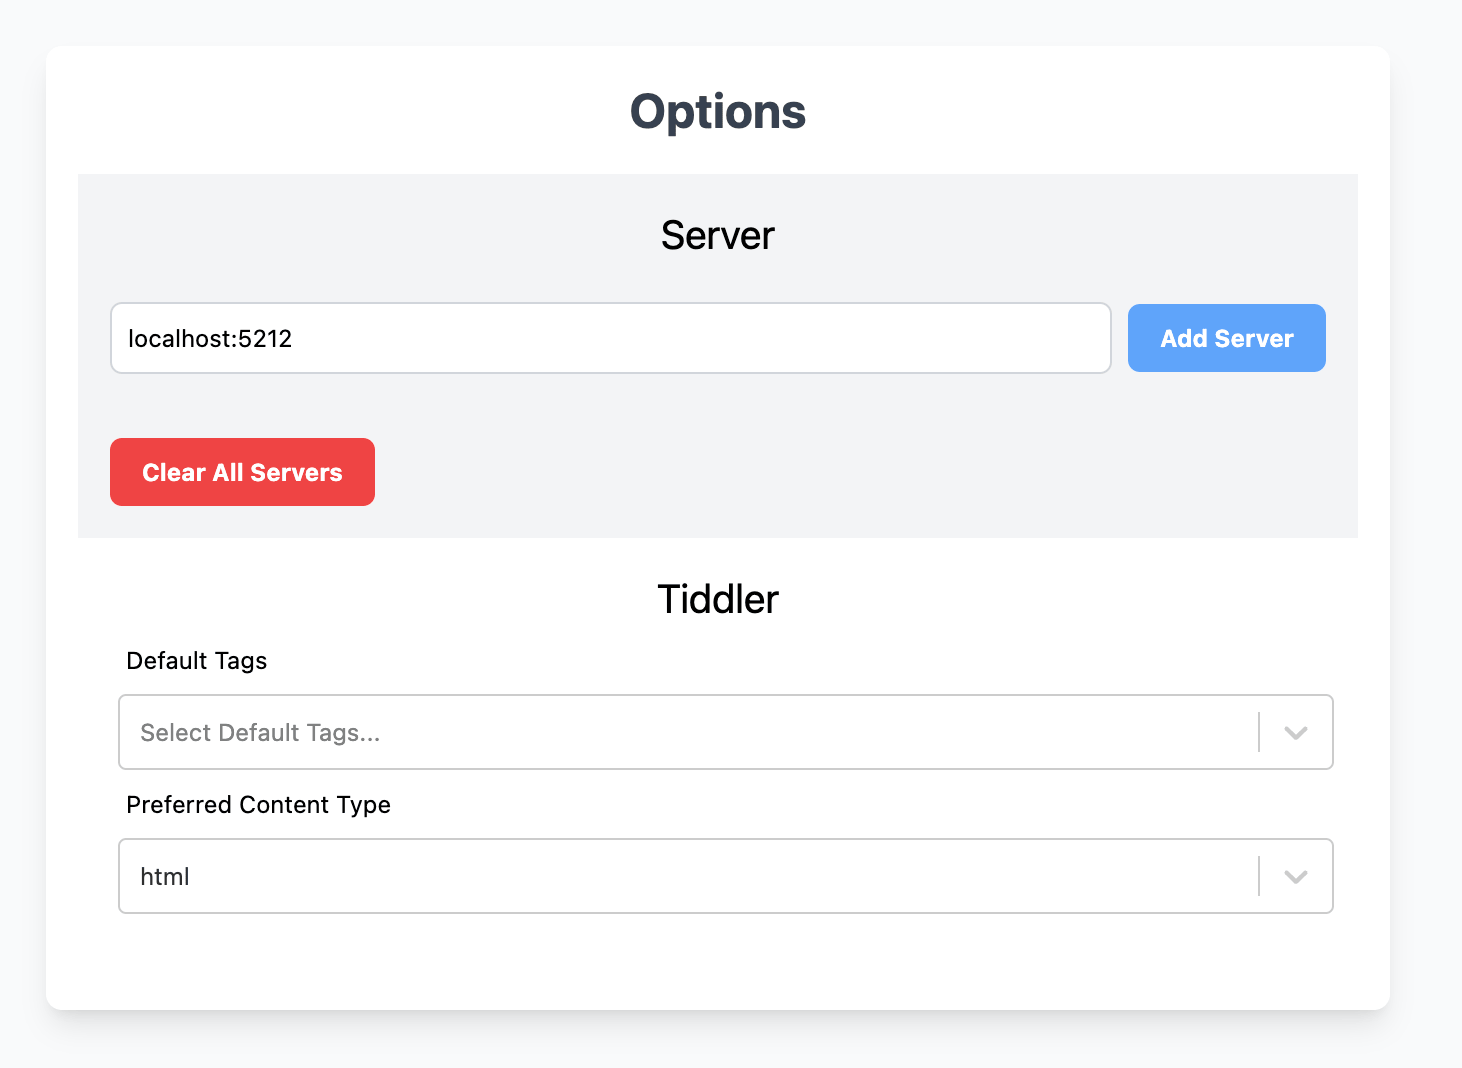 Options
Server
localhost:5212
Add Server
Clear All Servers
Tiddler
Default Tags
Select Default Tags...
Preferred Content Type
html